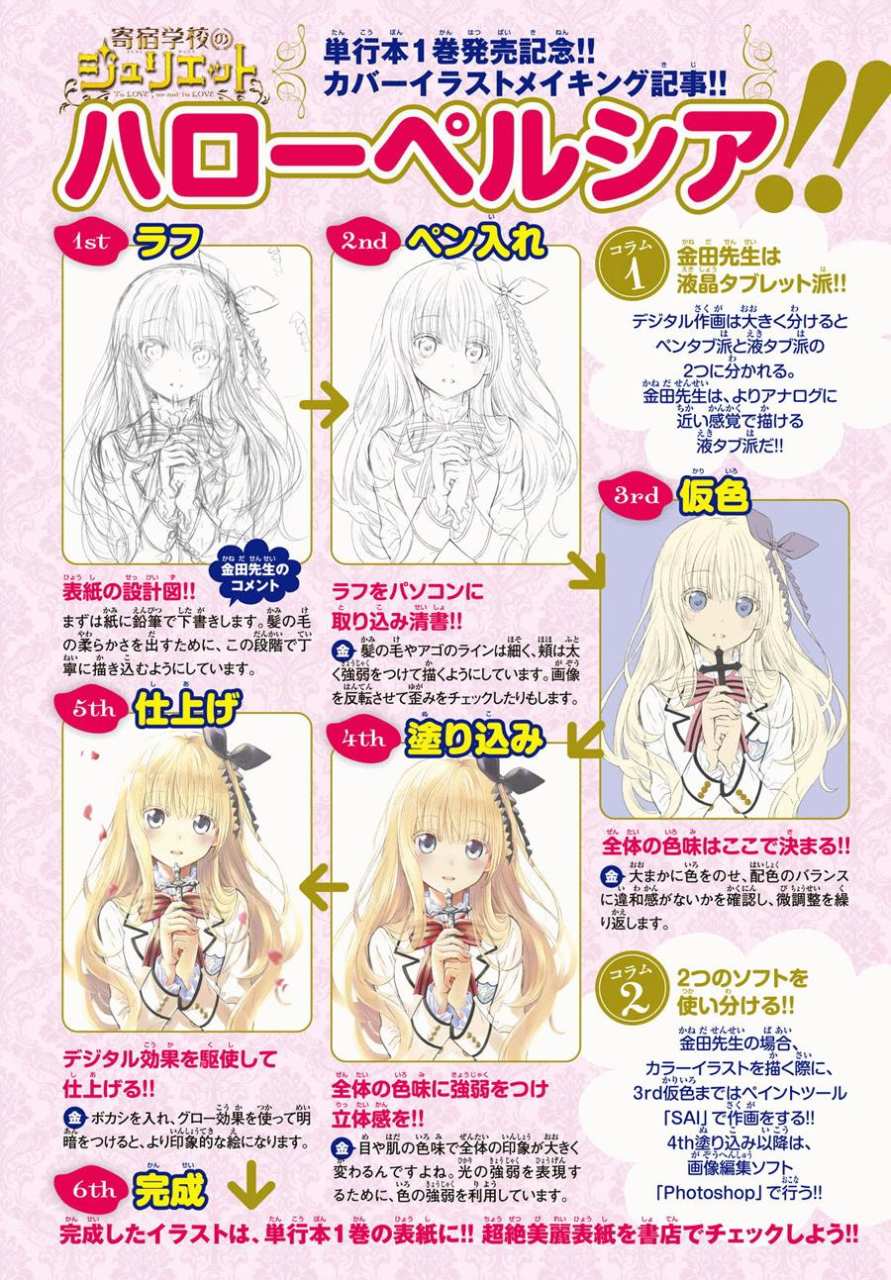 寄宿学校の
ジュリエット
単行本1巻発売記念!!
カバーイラストメイキング記事!!
ハローペルシア!!
1st ラフ
表紙の設計図!!
金田先生の
コメント
まずは紙に鉛筆で下書きします。髪の毛
の柔らかさを出すために、この段階で丁
寧に描き込むようにしています。
2nd ペン入れ
ラフをパソコンに
取り込み清書!!
金 髪の毛やアゴのラインは細く、頬は太
く強弱をつけて描くようにしています。画像
を反転させて歪みをチェックしたりもします。
コラム
1
金田先生は
液晶タブレット派!!
デジタル作画は大きく分けると
ペンタブ派と液タブ派の
2つに分かれる。
金田先生は、よりアナログに
近い感覚で描ける
液タブ派だ!!
3rd 仮色
全体の色味はここで決まる!!
金 大まかに色をのせ、配色のバランス
に違和感がないかを確認し、微調整を繰
り返します。
4th 塗り込み
全体の色味に強弱をつけ
立体感を!!
金 目や肌の色味で全体の印象が大きく
変わるんですよね。光の強弱を表現す
るために、色の強弱を利用しています。
5th 仕上げ
デジタル効果を駆使して
仕上げる!!
金 ボカシを入れ、グロー効果を使って明
暗をつけると、より印象的な絵になります。
コラム
2
2つのソフトを
使い分ける!!
金田先生の場合、
カラーイラストを描く際に、
3rd仮色まではペイントツール
「SAI」で作画をする!!
4th塗り込み以降は、
画像編集ソフト
「Photoshop」で行う!!
6th 完成
完成したイラストは、単行本1巻の表紙に!! 超絶美麗表紙を書店でチェックしよう!!